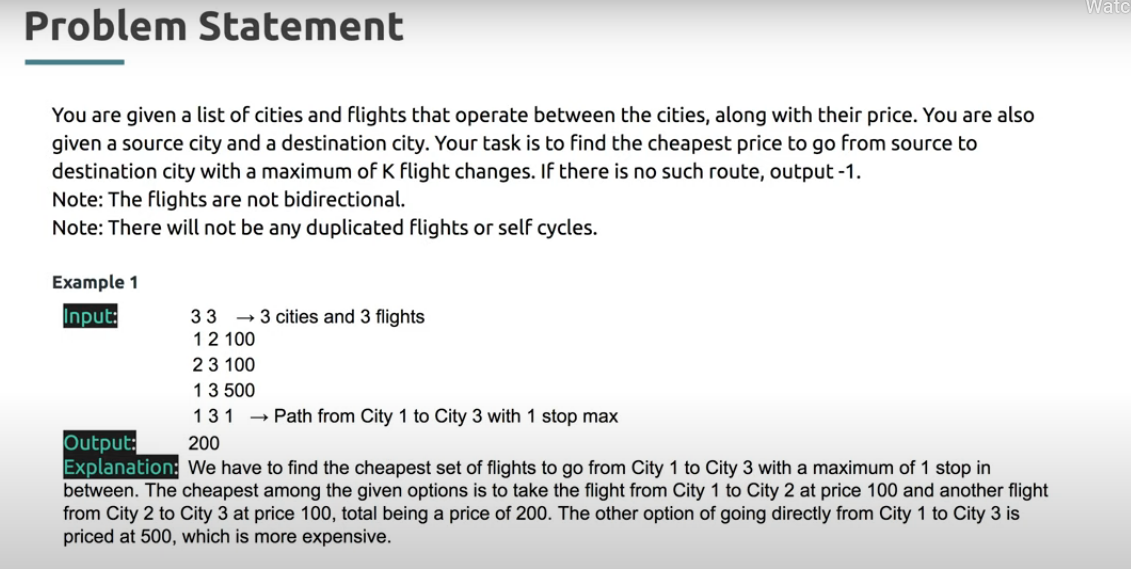 Watc
Problem Statement
You are given a list of cities and flights that operate between the cities, along with their price. You are also
given a source city and a destination city. Your task is to find the cheapest price to go from source to
destination city with a maximum of K flight changes. If there is no such route, output -1.
Note: The flights are not bidirectional.
Note: There will not be any duplicated flights or self cycles.
Example 1
Input: 3 3 → 3 cities and 3 flights
1 2 100
2 3 100
1 3 500
1 3 1 → Path from City 1 to City 3 with 1 stop max
Output: 200
Explanation: We have to find the cheapest set of flights to go from City 1 to City 3 with a maximum of 1 stop in
between. The cheapest among the given options is to take the flight from City 1 to City 2 at price 100 and another flight
from City 2 to City 3 at price 100, total being a price of 200. The other option of going directly from City 1 to City 3 is
priced at 500, which is more expensive.